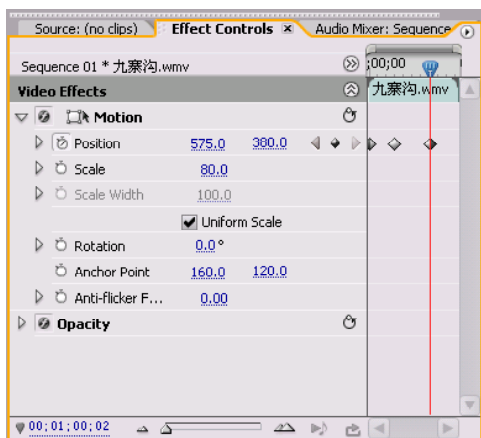 Source: (no clips) Effect Controls × Audio Mixer: Sequence
Sequence 01 * 九寨沟.wmv ;00;00
Video Effects 九寨沟.wmv
Motion
Position 575.0 380.0
Scale 80.0
Scale Width 100.0
Uniform Scale
Rotation 0.0°
Anchor Point 160.0 120.0
Anti-flicker F... 0.00
Opacity
00;01;00;02